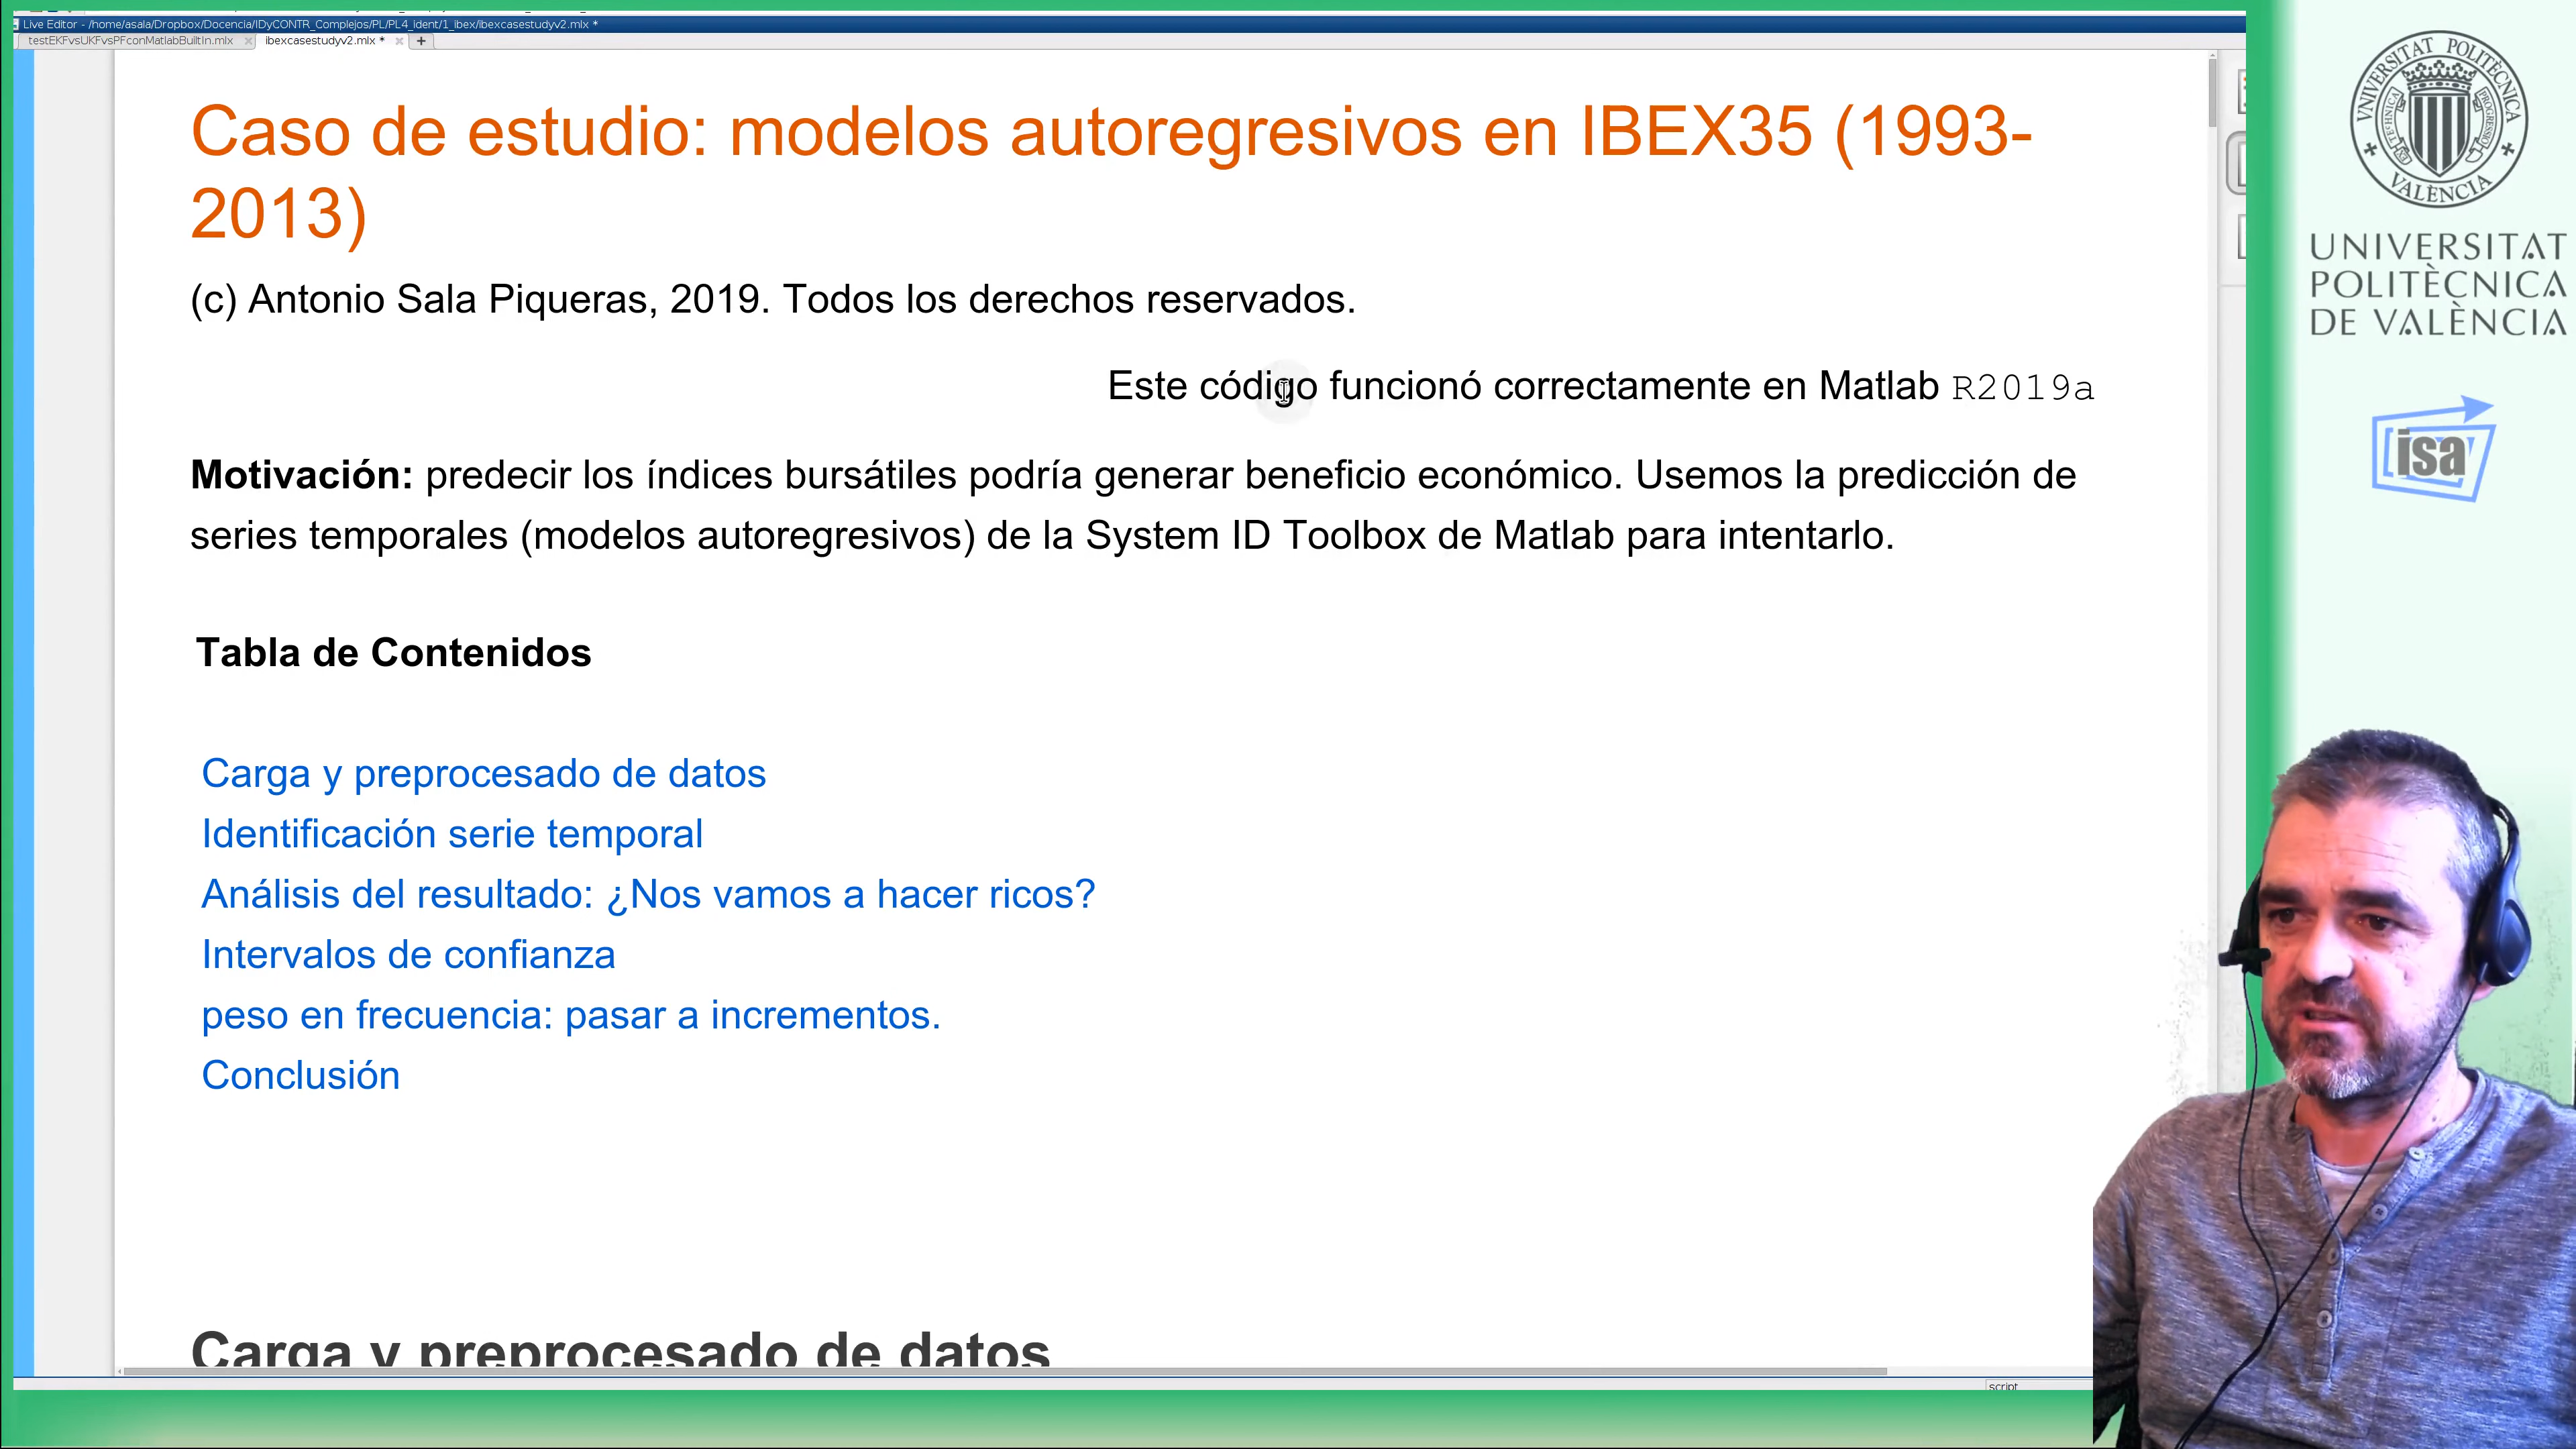 Live Editor - /home/asala/Dropbox/Docencia/IDyCONTR_Complejos/PL/PL4_ident/1_ibex/ibexcasestudyv2.mlx *
testEKFvsUKFvsPFconMatlabBuiltIn.mlx
ibexcasestudyv2.mlx *
Caso de estudio: modelos autoregresivos en IBEX35 (1993-
2013)
(c) Antonio Sala Piqueras, 2019. Todos los derechos reservados.
Este código funcionó correctamente en Matlab R2019a
Motivación: predecir los índices bursátiles podría generar beneficio económico. Usemos la predicción de
series temporales (modelos autoregresivos) de la System ID Toolbox de Matlab para intentarlo.
Tabla de Contenidos
Carga y preprocesado de datos
Identificación serie temporal
Análisis del resultado: ¿Nos vamos a hacer ricos?
Intervalos de confianza
peso en frecuencia: pasar a incrementos.
Conclusión
Carga y preprocesado de datos
script
UNIVERSITAT POLITÈCNICA
VALÈNCIA
UNIVERSITAT
POLITÈCNICA
DE VALÈNCIA
isa